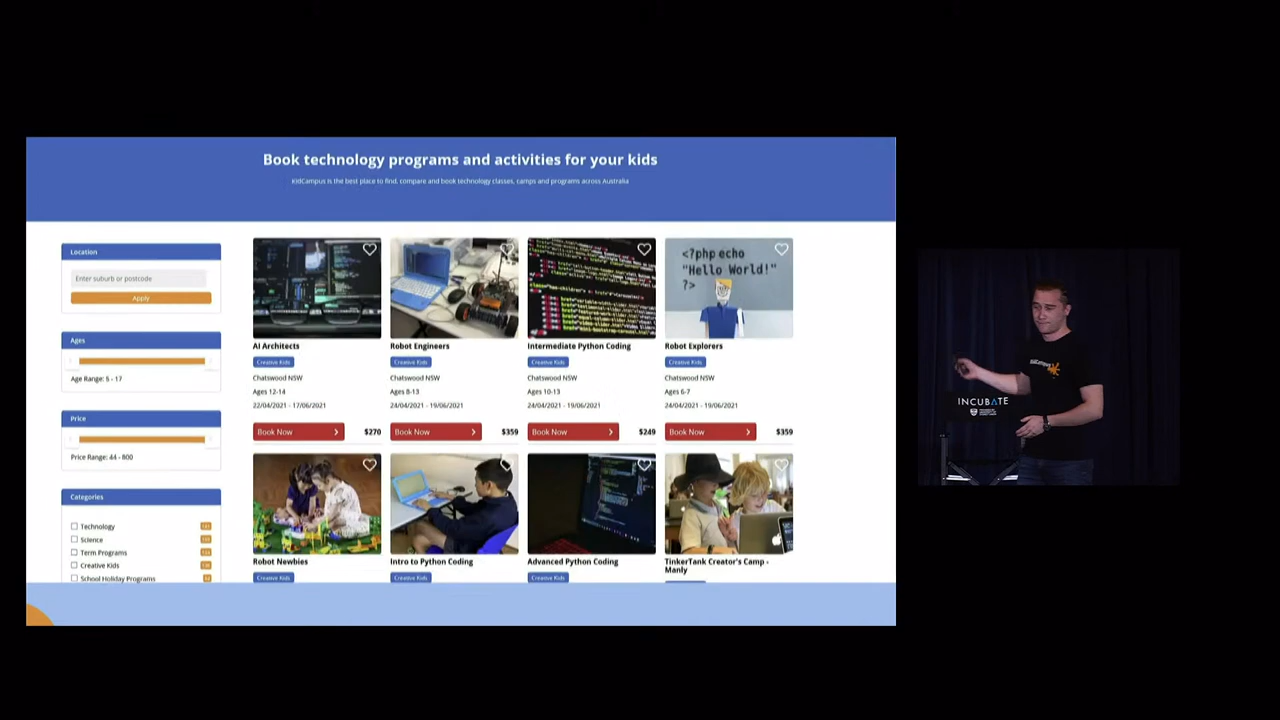 Book technology programs and activities for your kids
KidCampus is the best place to find, compare and book technology classes, camps and programs across Australia
Location
Enter suburb or postcode
Apply
Ages
Age Range: 5 - 17
Price
Price Range: 44 - 800
Categories
Technology
Science
Term Programs
Creative Kids
School Holiday Programs
<?php echo
"Hello World!"
?>
AI Architects
Creative Kids
Chatswood NSW
Ages 12-14
22/04/2021 - 17/06/2021
Book Now
$270
Robot Engineers
Creative Kids
Chatswood NSW
Ages 8-13
24/04/2021 - 19/06/2021
Book Now
$359
Intermediate Python Coding
Creative Kids
Chatswood NSW
Ages 10-13
24/04/2021 - 19/06/2021
Book Now
$249
Robot Explorers
Creative Kids
Chatswood NSW
Ages 6-7
24/04/2021 - 19/06/2021
Book Now
$359
Robot Newbies
Creative Kids
Intro to Python Coding
Creative Kids
Advanced Python Coding
Creative Kids
TinkerTank Creator's Camp -
Manly
KidCampus
INCUBATE